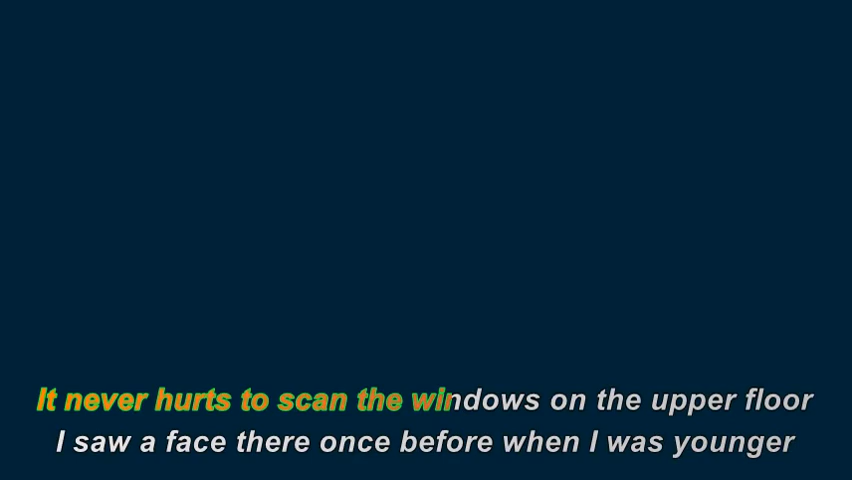 It never hurts to scan the windows on the upper floor
I saw a face there once before when I was younger